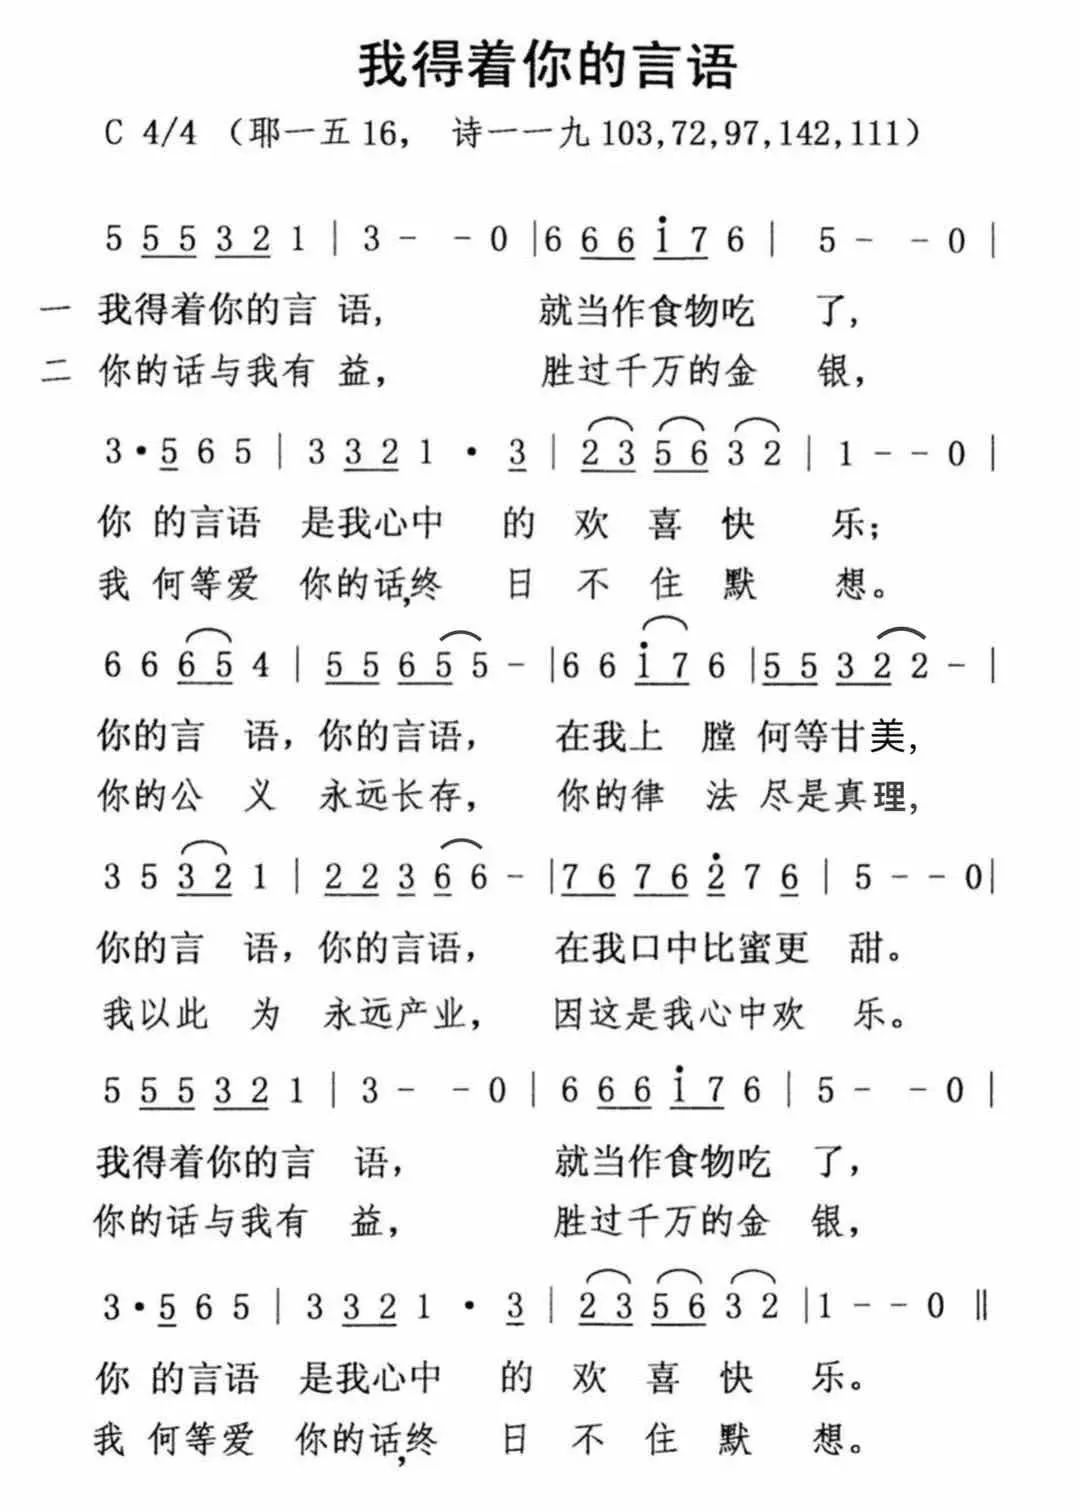 我得着你的言语
C 4/4 （耶一五16， 诗一一九103,72,97,142,111）
5 5 5 3 2 1 | 3 - - 0 | 6 6 6 i̇ 7 6 | 5 - - 0 |
一 我得着你的言 语, 就当作食物吃 了,
二 你的话与我有 益, 胜过千万的金 银,
3 · 5 6 5 | 3 3 2 1 · 3 | 2 3 5 6 3 2 | 1 - - 0 |
你 的言语 是我心中 的 欢 喜 快 乐;
我 何等爱 你的话,终 日 不 住 默 想。
6 6 6 5 4 | 5 5 6 5 5 - | 6 6 i̇ 7 6 | 5 5 3 2 2 - |
你的言 语, 你的言语, 在我上 膛 何等甘美,
你的公 义 永远长存, 你的律 法 尽是真理,
3 5 3 2 1 | 2 2 3 6 6 - | 7 6 7 6 2̇ 7 6 | 5 - - 0 |
你的言 语, 你的言语, 在我口中比蜜更 甜。
我以此 为 永远产业, 因这是我心中欢 乐。
5 5 5 3 2 1 | 3 - - 0 | 6 6 6 i̇ 7 6 | 5 - - 0 |
我得着你的言 语, 就当作食物吃 了,
你的话与我有 益, 胜过千万的金 银,
3 · 5 6 5 | 3 3 2 1 · 3 | 2 3 5 6 3 2 | 1 - - 0 ‖
你 的言语 是我心中 的 欢 喜 快 乐。
我 何等爱 你的话,终 日 不 住 默 想。